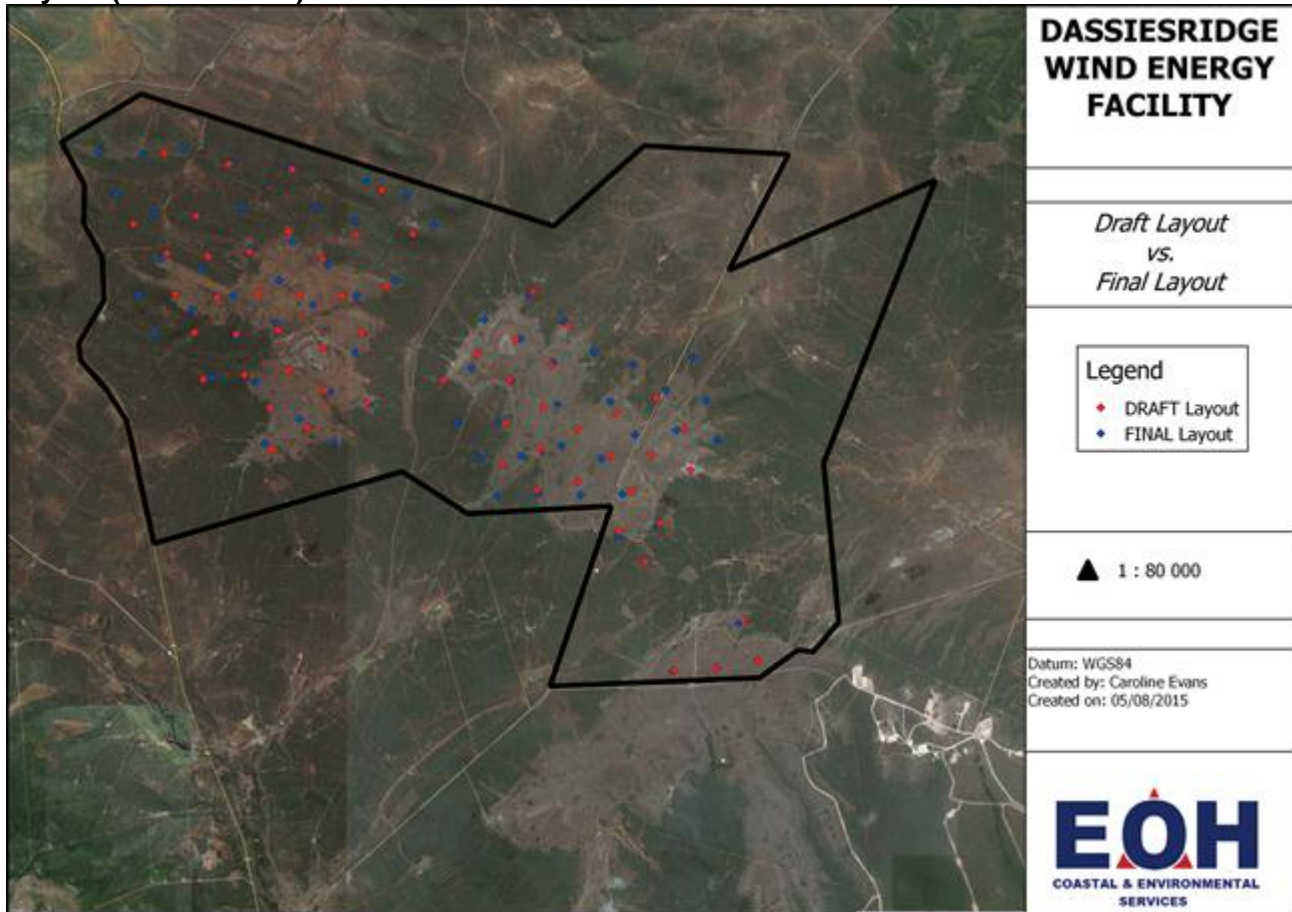 DASSIESRIDGE
WIND ENERGY
FACILITY
Draft Layout
vs.
Final Layout
Legend
DRAFT Layout
FINAL Layout
1 : 80 000
Datum: WGS84
Created by: Caroline Evans
Created on: 05/08/2015
EOH
COASTAL & ENVIRONMENTAL
SERVICES